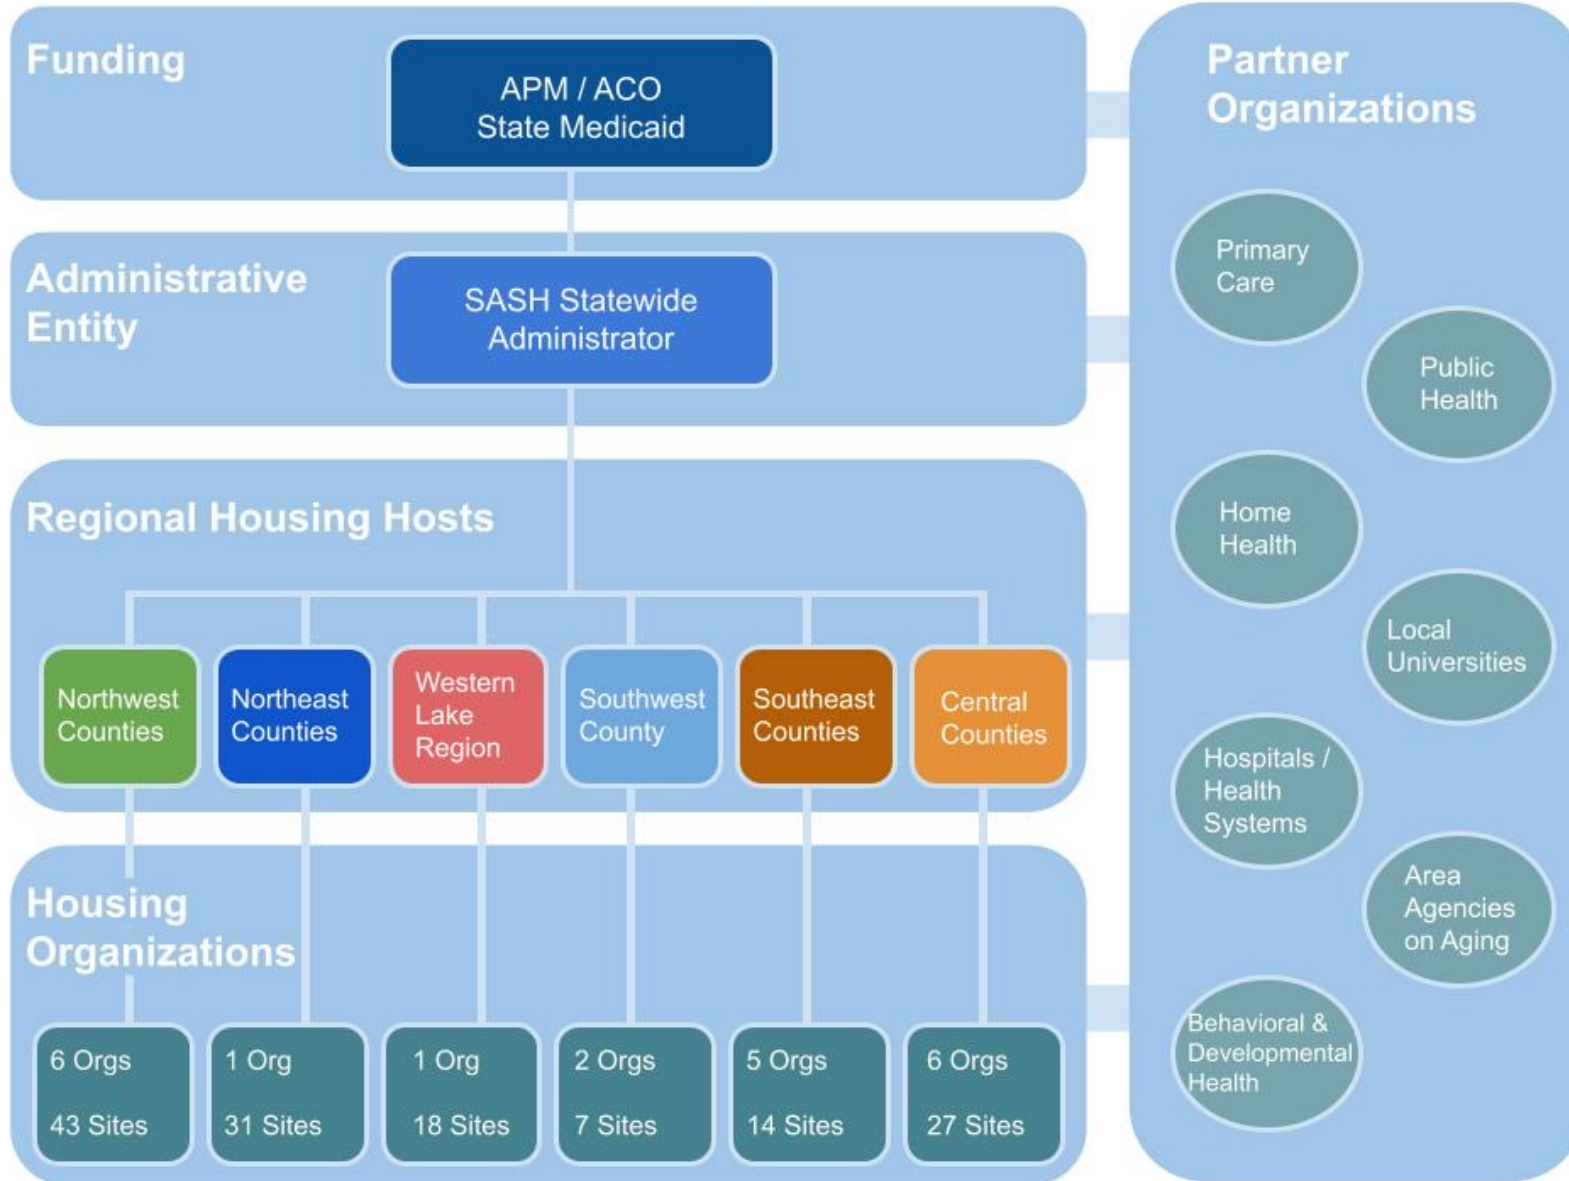 Funding
APM / ACO
State Medicaid
Administrative
Entity
SASH Statewide
Administrator
Regional Housing Hosts
Northwest
Counties
Northeast
Counties
Western
Lake
Region
Southwest
County
Southeast
Counties
Central
Counties
Housing
Organizations
6 Orgs
43 Sites
1 Org
31 Sites
1 Org
18 Sites
2 Orgs
7 Sites
5 Orgs
14 Sites
6 Orgs
27 Sites
Partner
Organizations
Primary
Care
Public
Health
Home
Health
Local
Universities
Hospitals /
Health
Systems
Area
Agencies
on Aging
Behavioral &
Developmental
Health